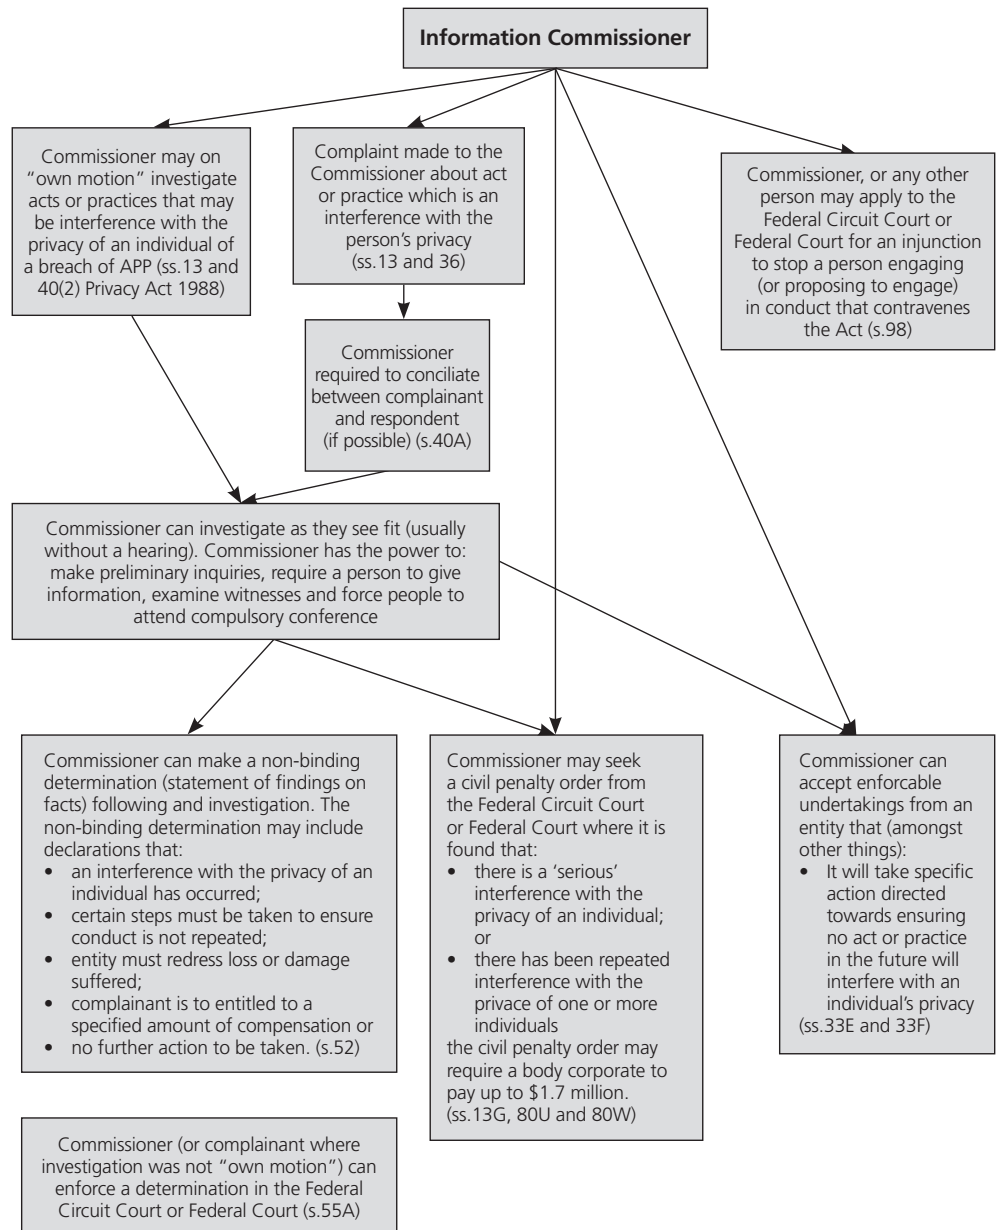 Information Commissioner
Commissioner may on
“own motion” investigate
acts or practices that may
be interference with the
privacy of an individual of
a breach of APP (ss.13 and
40(2) Privacy Act 1988)
Complaint made to the
Commissioner about act
or practice which is an
interference with the
person’s privacy
(ss.13 and 36)
Commissioner, or any other
person may apply to the
Federal Circuit Court or
Federal Court for an injunction
to stop a person engaging
(or proposing to engage)
in conduct that contravenes
the Act (s.98)
Commissioner
required to conciliate
between complainant
and respondent
(if possible) (s.40A)
Commissioner can investigate as they see fit (usually
without a hearing). Commissioner has the power to:
make preliminary inquiries, require a person to give
information, examine witnesses and force people to
attend compulsory conference
Commissioner can make a non-binding
determination (statement of findings on
facts) following and investigation. The
non-binding determination may include
declarations that:
• an interference with the privacy of an
individual has occurred;
• certain steps must be taken to ensure
conduct is not repeated;
• entity must redress loss or damage
suffered;
• complainant is to entitled to a
specified amount of compensation or
• no further action to be taken. (s.52)
Commissioner may seek
a civil penalty order from
the Federal Circuit Court
or Federal Court where it is
found that:
• there is a ‘serious’
interference with the
privacy of an individual;
or
• there has been repeated
interference with the
privace of one or more
individuals
the civil penalty order may
require a body corporate to
pay up to $1.7 million.
(ss.13G, 80U and 80W)
Commissioner can
accept enforcable
undertakings from an
entity that (amongst
other things):
• It will take specific
action directed
towards ensuring
no act or practice
in the future will
interfere with an
individual’s privacy
(ss.33E and 33F)
Commissioner (or complainant where
investigation was not “own motion”) can
enforce a determination in the Federal
Circuit Court or Federal Court (s.55A)